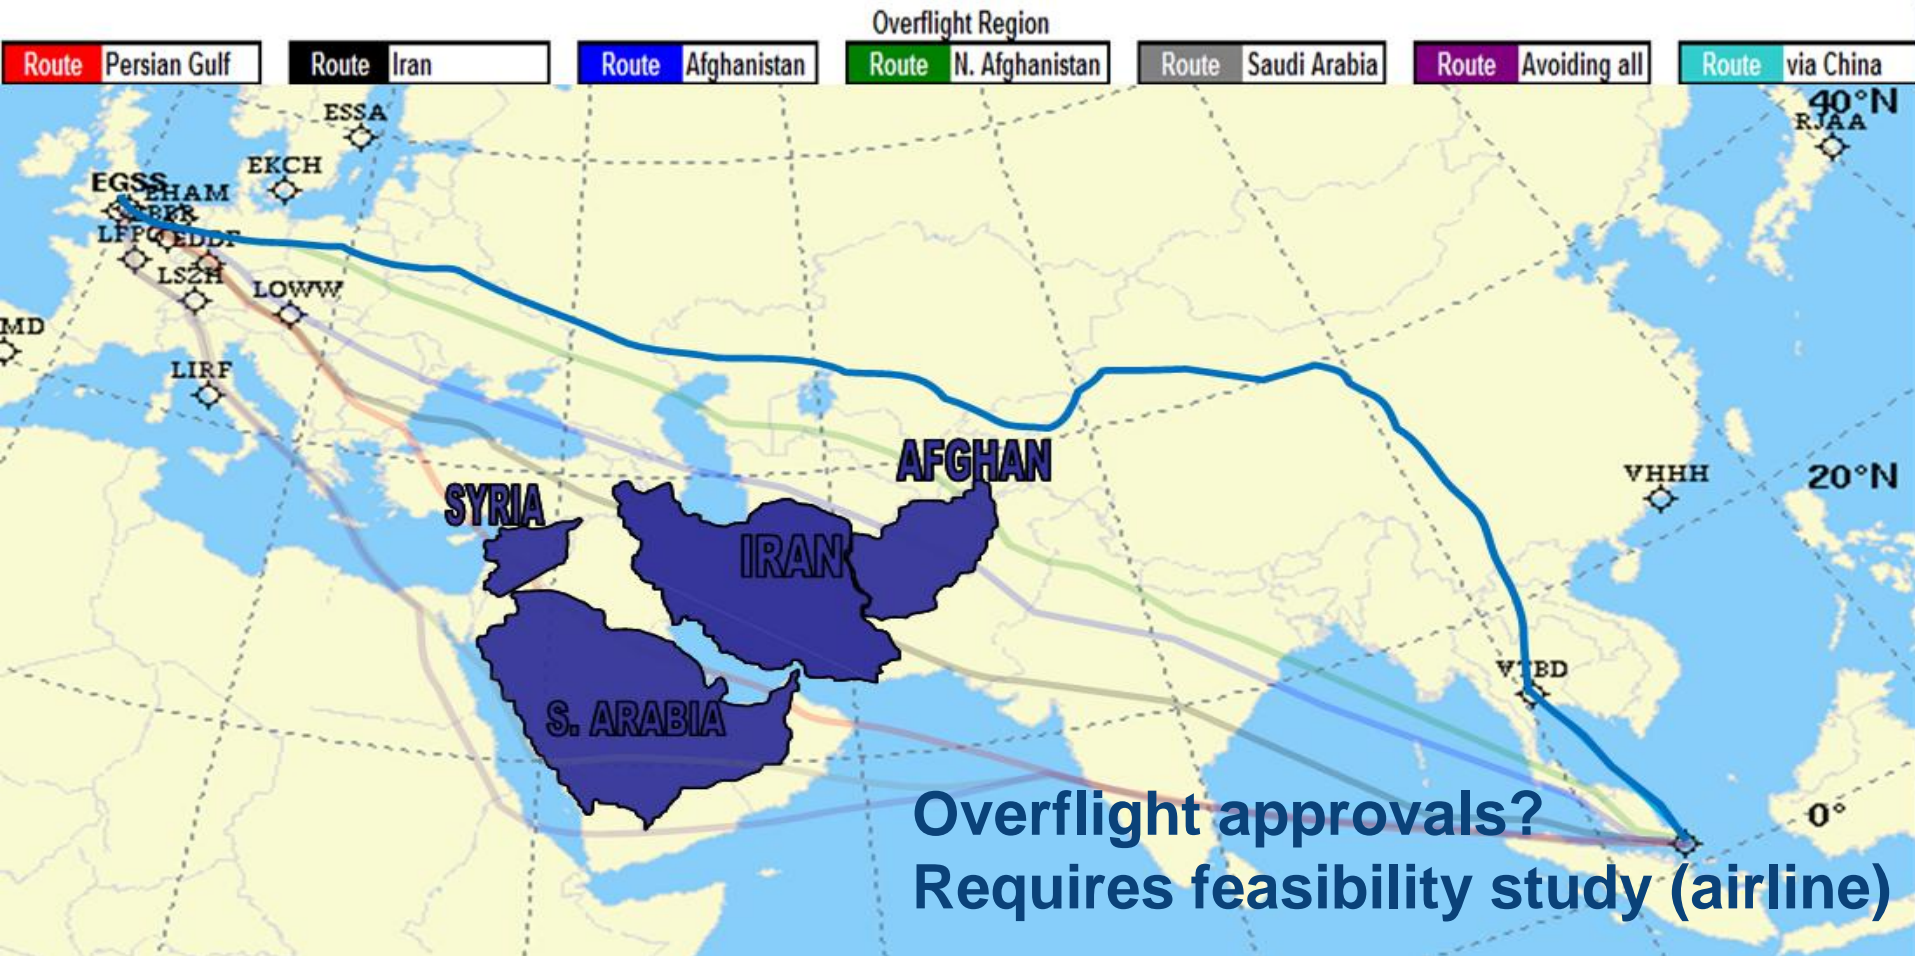 Overflight Region
Route Persian Gulf
Route Iran
Route Afghanistan
Route N. Afghanistan
Route Saudi Arabia
Route Avoiding all
Route via China
40°N
RJAA
ESSA
EKCH
EGSS
EHAM
EBBR
LFPG EDDF
LSZH
LOWW
MD
LIRF
AFGHAN
VHHH
20°N
SYRIA
IRAN
VTBD
S. ARABIA
Overflight approvals?
0°
Requires feasibility study (airline)